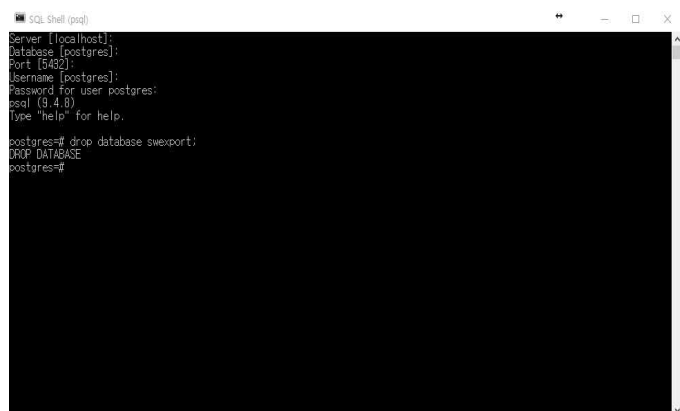 SQL Shell (psql)
Server [localhost]:
Database [postgres]:
Port [5432]:
Username [postgres]:
Password for user postgres:
psql (9.4.8)
Type "help" for help.
postgres=# drop database swexport;
DROP DATABASE
postgres=#